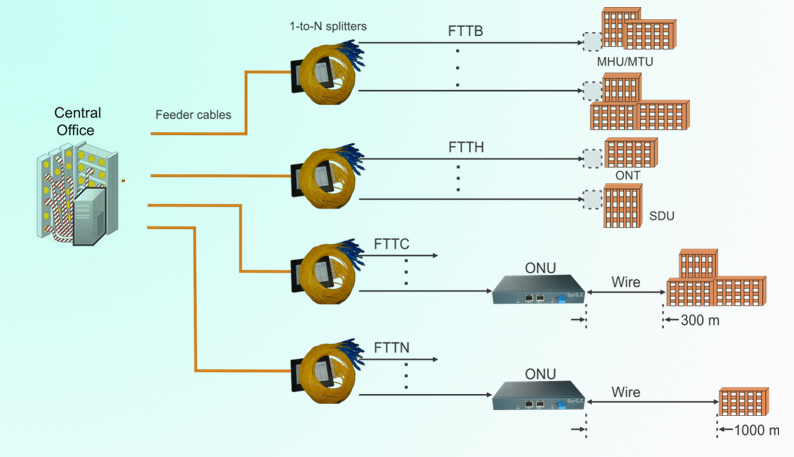 1-to-N splitters
FTTB
MHU/MTU
Central
Office
Feeder cables
FTTH
ONT
SDU
FTTC
ONU
Wire
300 m
FTTN
ONU
Wire
1000 m